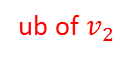 ub of 𝑣₂